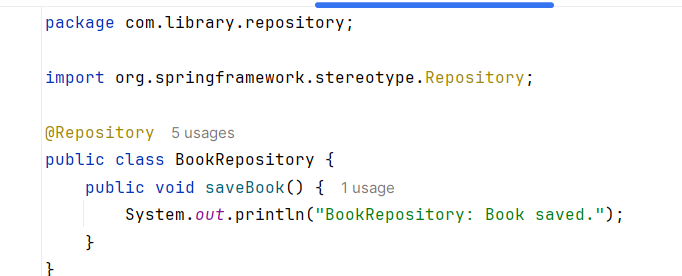 package com.library.repository;
import org.springframework.stereotype.Repository;
@Repository 5 usages
public class BookRepository {
public void saveBook() { 1 usage
System.out.println("BookRepository: Book saved.");
}
}